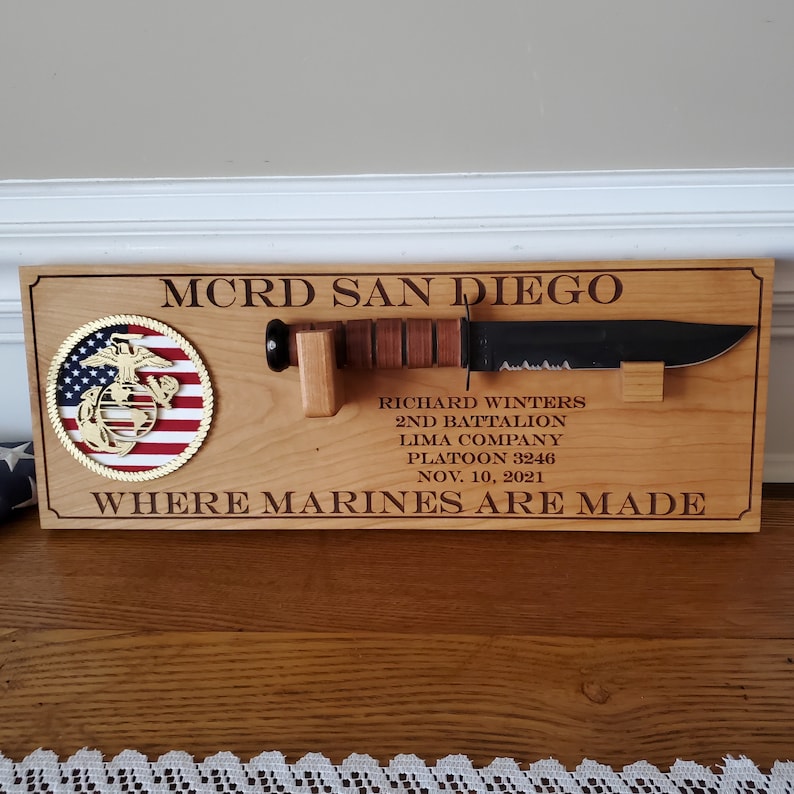 MCRD SAN DIEGO
RICHARD WINTERS
2ND BATTALION
LIMA COMPANY
PLATOON 3246
NOV. 10, 2021
WHERE MARINES ARE MADE